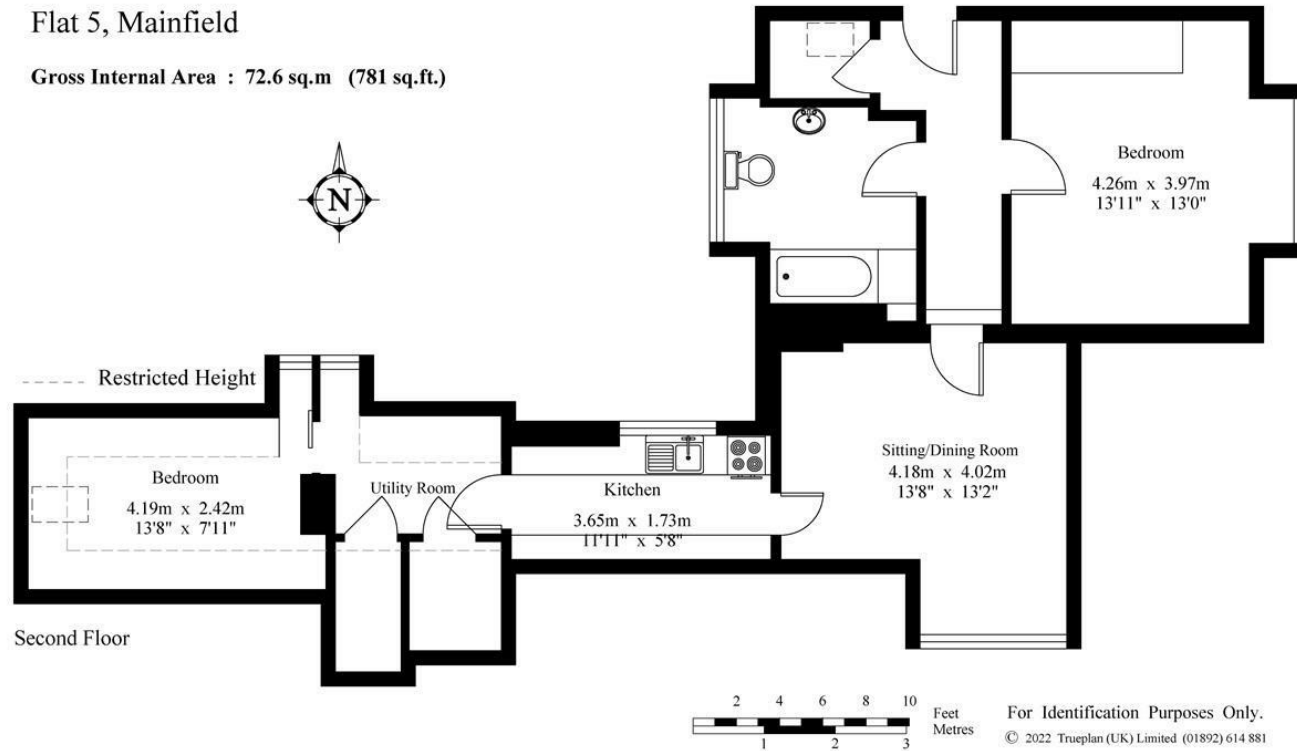 Flat 5, Mainfield
Gross Internal Area : 72.6 sq.m (781 sq.ft.)
N
Bedroom
4.26m x 3.97m
13'11" x 13'0"
Restricted Height
Bedroom
4.19m x 2.42m
13'8" x 7'11"
Utility Room
Kitchen
3.65m x 1.73m
11'11" x 5'8"
Sitting/Dining Room
4.18m x 4.02m
13'8" x 13'2"
Second Floor
2 4 6 8 10
Feet
Metres
1 2 3
For Identification Purposes Only.
© 2022 Trueplan (UK) Limited (01892) 614 881